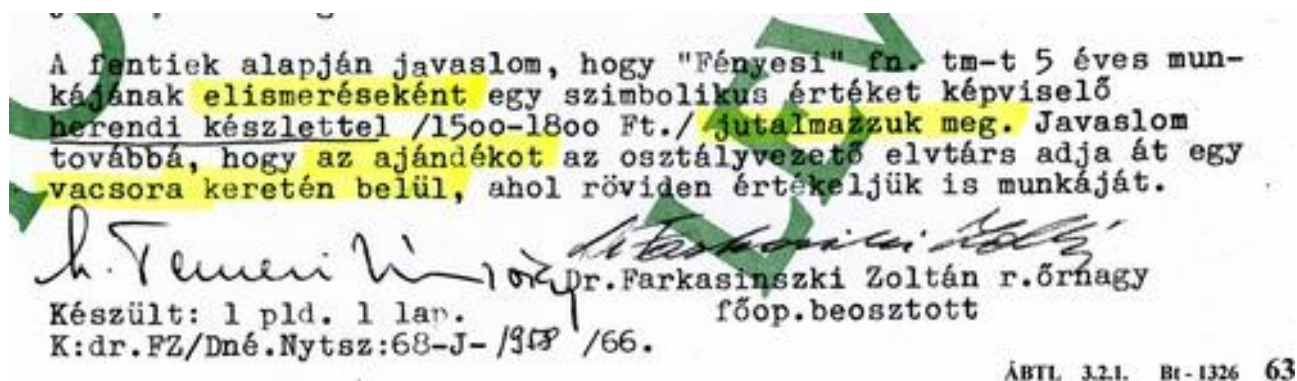 A fentiek alapján javaslom, hogy "Fényesi" fn. tm-t 5 éves mun-
kájának elismeréseként egy szimbolikus értéket képviselő
herendi készlettel /15oo-18oo Ft./ jutalmazzuk meg. Javaslom
továbbá, hogy az ajándékot az osztályvezető elvtárs adja át egy
vacsora keretén belül, ahol röviden értékeljük is munkáját.
Dr.Farkasinszki Zoltán r.őrnagy
Készült: 1 pld. 1 lap. főop.beosztott
K:dr.FZ/Dné.Nytsz:68-J- /1958 /66.
ÁBTL 3.2.1. Bt - 1326 63